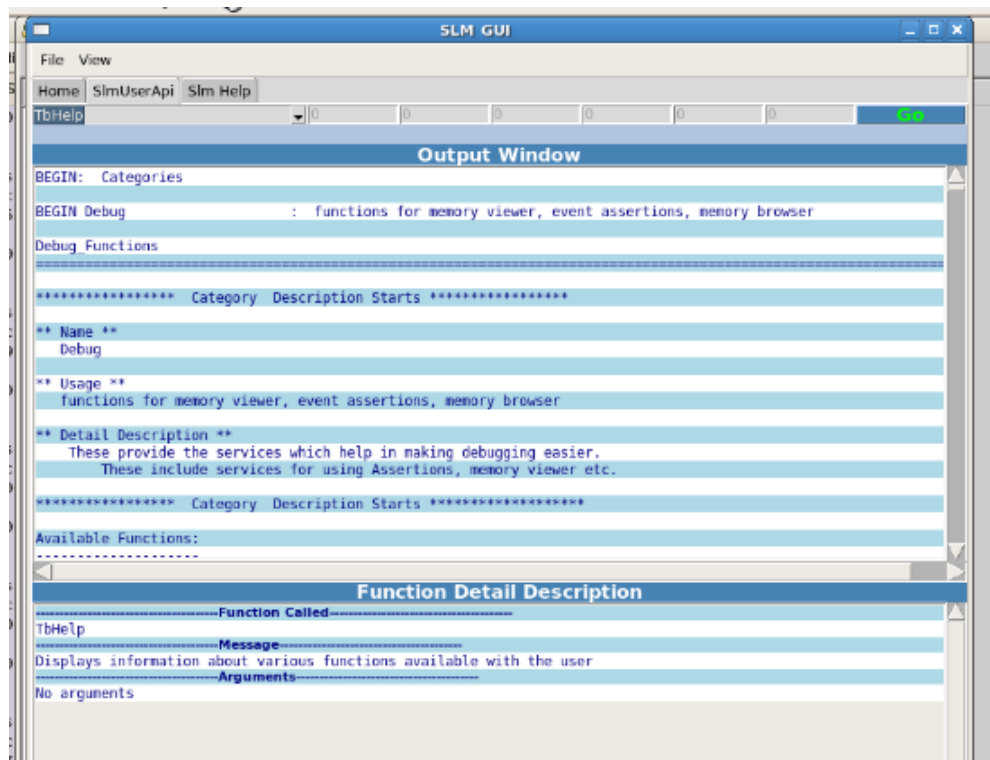 SLM GUI
File View
Home SlmUserApi Slm Help
TbHelp 0 0 0 0 0 0 Go
Output Window
BEGIN: Categories
BEGIN Debug : functions for memory viewer, event assertions, memory browser
Debug_Functions
==============================================================================================================
***************** Category Description Starts *****************
** Name **
Debug
** Usage **
functions for memory viewer, event assertions, memory browser
** Detail Description **
These provide the services which help in making debugging easier.
These include services for using Assertions, memory viewer etc.
***************** Category Description Starts *******************
Available Functions:
--------------------
Function Detail Description
----------------------------------------Function Called----------------------------------------
TbHelp
----------------------------------------Message----------------------------------------
Displays information about various functions available with the user
----------------------------------------Arguments----------------------------------------
No arguments